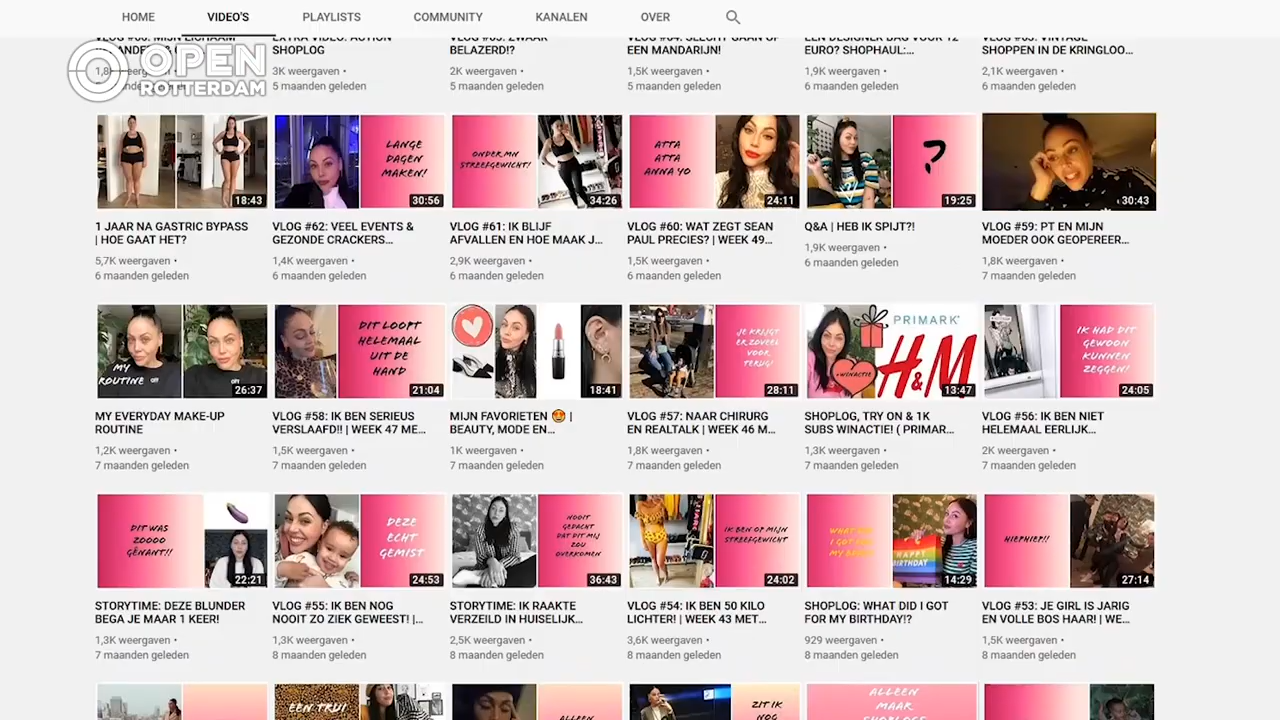 HOME VIDEO'S PLAYLISTS COMMUNITY KANALEN OVER
OPEN
ROTTERDAM
SHOPLOG
BELAZERD!?
EEN MANDARIJN!
EURO? SHOPHAUL:...
SHOPPEN IN DE KRINGLOO...
3K weergaven •
2K weergaven •
1,5K weergaven •
1,9K weergaven •
2,1K weergaven •
5 maanden geleden
5 maanden geleden
5 maanden geleden
6 maanden geleden
6 maanden geleden
18:43
LANGE
DAGEN
MAKEN!
30:56
ONDER MN
STREEFGEWICHT!
34:26
ATTA
ATTA
ANNA YO
24:11
?
19:25
30:43
1 JAAR NA GASTRIC BYPASS
| HOE GAAT HET?
5,7K weergaven •
6 maanden geleden
VLOG #62: VEEL EVENTS &
GEZONDE CRACKERS...
1,4K weergaven •
6 maanden geleden
VLOG #61: IK BLIJF
AFVALLEN EN HOE MAAK J...
2,9K weergaven •
6 maanden geleden
VLOG #60: WAT ZEGT SEAN
PAUL PRECIES? | WEEK 49...
1,5K weergaven •
6 maanden geleden
Q&A | HEB IK SPIJT?!
1,9K weergaven •
6 maanden geleden
VLOG #59: PT EN MIJN
MOEDER OOK GEOPEREER...
1,8K weergaven •
7 maanden geleden
MY
ROUTINE
26:37
DIT LOOPT
HELEMAAL
UIT DE
HAND
21:04
18:41
JE KRIJGT
ER ZOVEEL
VOOR
TERUG!
28:11
PRIMARK
H&M
#WINACTIE
13:47
IK HAD DIT
GEWOON
KUNNEN
ZEGGEN!
24:05
MY EVERYDAY MAKE-UP
ROUTINE
1,2K weergaven •
7 maanden geleden
VLOG #58: IK BEN SERIEUS
VERSLAAFD!! | WEEK 47 ME...
1,5K weergaven •
7 maanden geleden
MIJN FAVORIETEN 😍 |
BEAUTY, MODE EN...
1K weergaven •
7 maanden geleden
VLOG #57: NAAR CHIRURG
EN REALTALK | WEEK 46 M...
1,8K weergaven •
7 maanden geleden
SHOPLOG, TRY ON & 1K
SUBS WINACTIE! ( PRIMAR...
1,3K weergaven •
7 maanden geleden
VLOG #56: IK BEN NIET
HELEMAAL EERLIJK...
2K weergaven •
7 maanden geleden
DIT WAS
ZOOOO
GÊNANT!!
22:21
DEZE
ECHT
GEMIST
24:53
NOOIT
GEDACHT
DAT DIT MIJ
ZOU
OVERKOMEN
36:43
IK BEN OP MIJN
STREEFGEWICHT
24:02
HAPPY
BIRTHDAY
14:29
HIEPHIEP!!
27:14
STORYTIME: DEZE BLUNDER
BEGA JE MAAR 1 KEER!
1,3K weergaven •
7 maanden geleden
VLOG #55: IK BEN NOG
NOOIT ZO ZIEK GEWEEST! |...
1,3K weergaven •
8 maanden geleden
STORYTIME: IK RAAKTE
VERZEILD IN HUISELIJK...
2,5K weergaven •
8 maanden geleden
VLOG #54: IK BEN 50 KILO
LICHTER! | WEEK 43 MET...
3,6K weergaven •
8 maanden geleden
SHOPLOG: WHAT DID I GOT
FOR MY BIRTHDAY!?
929 weergaven •
8 maanden geleden
VLOG #53: JE GIRL IS JARIG
EN VOLLE BOS HAAR! | WE...
1,5K weergaven •
8 maanden geleden
EEN TRUI
ALLEEN
ZIT IK
NOG
ALLEEN
MAAR